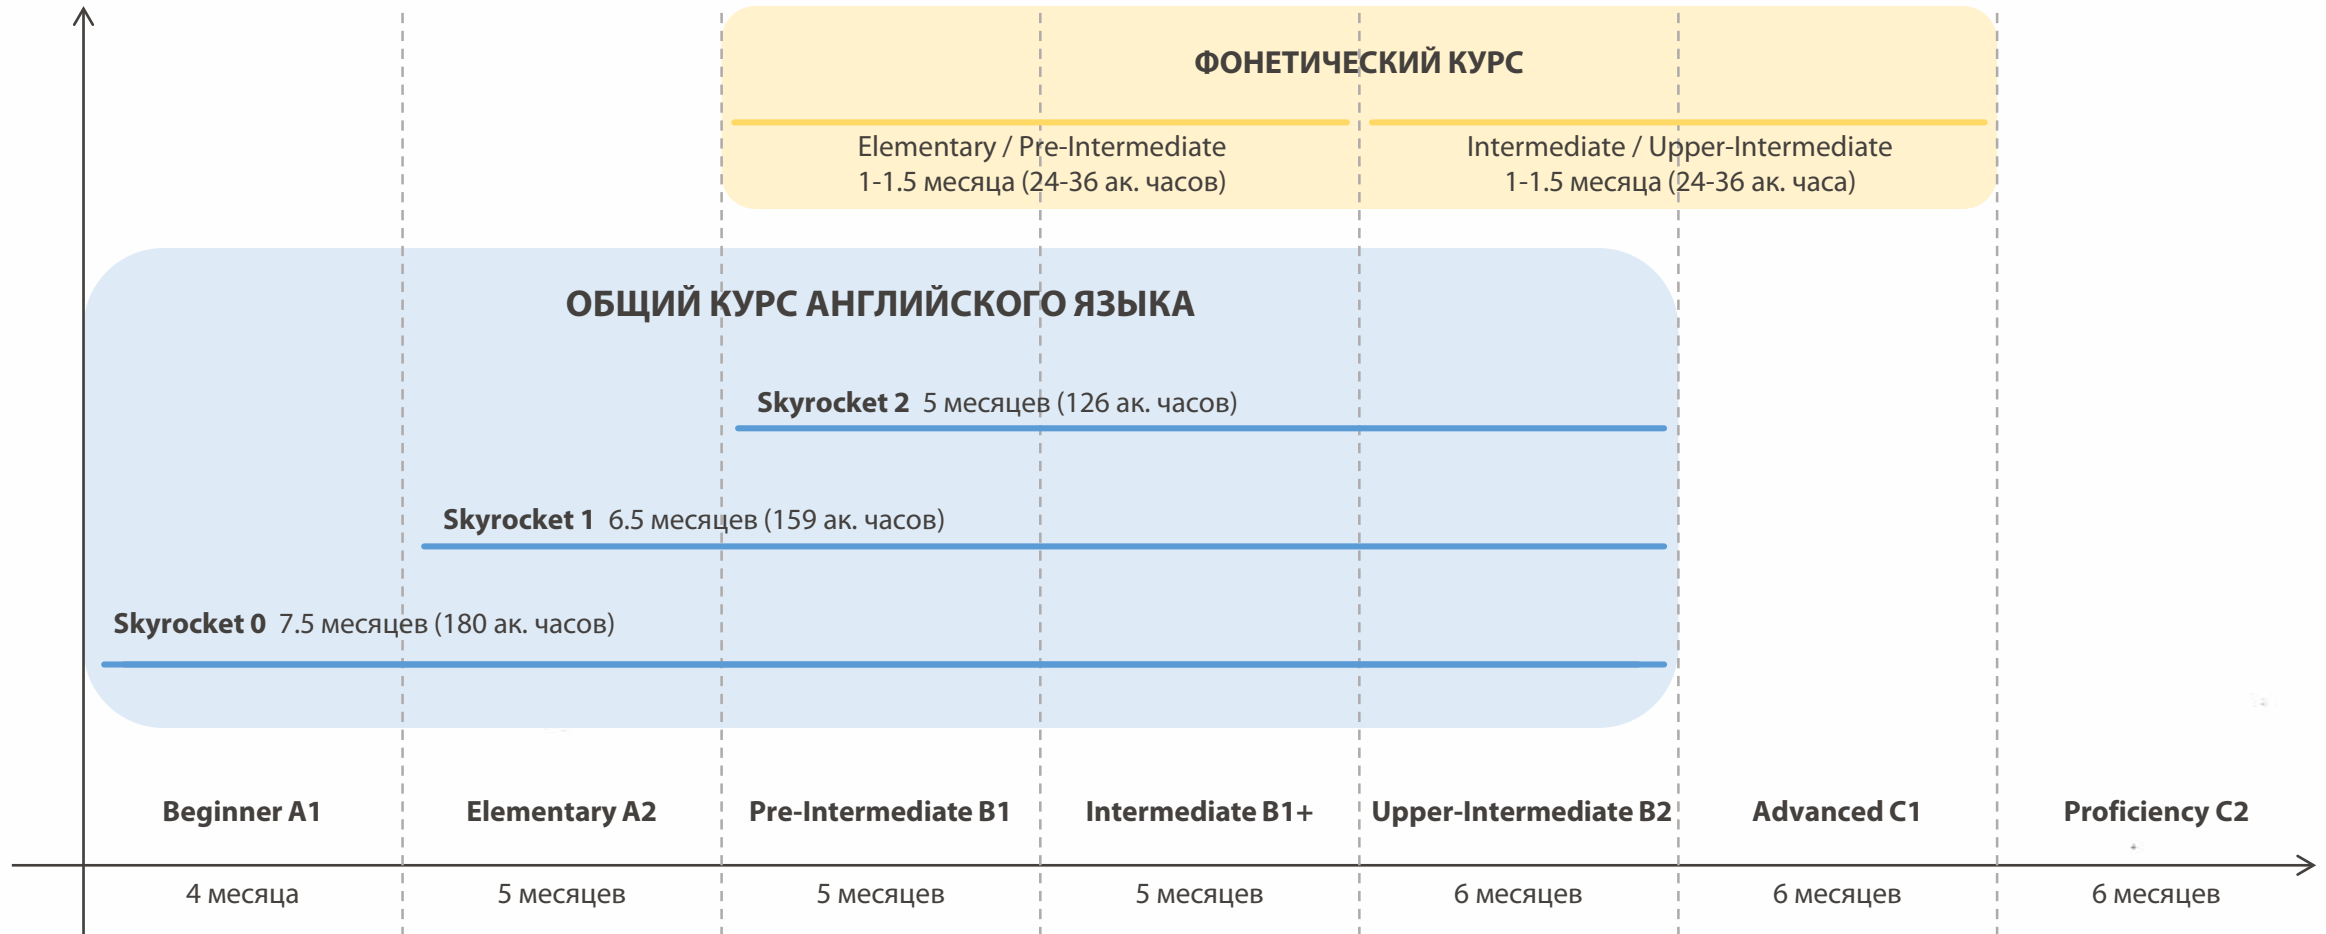 ФОНЕТИЧЕСКИЙ КУРС
Elementary / Pre-Intermediate
1-1.5 месяца (24-36 ак. часов)
Intermediate / Upper-Intermediate
1-1.5 месяца (24-36 ак. часа)
ОБЩИЙ КУРС АНГЛИЙСКОГО ЯЗЫКА
Skyrocket 2 5 месяцев (126 ак. часов)
Skyrocket 1 6.5 месяцев (159 ак. часов)
Skyrocket 0 7.5 месяцев (180 ак. часов)
Beginner A1
Elementary A2
Pre-Intermediate B1
Intermediate B1+
Upper-Intermediate B2
Advanced C1
Proficiency C2
4 месяца
5 месяцев
5 месяцев
5 месяцев
6 месяцев
6 месяцев
6 месяцев